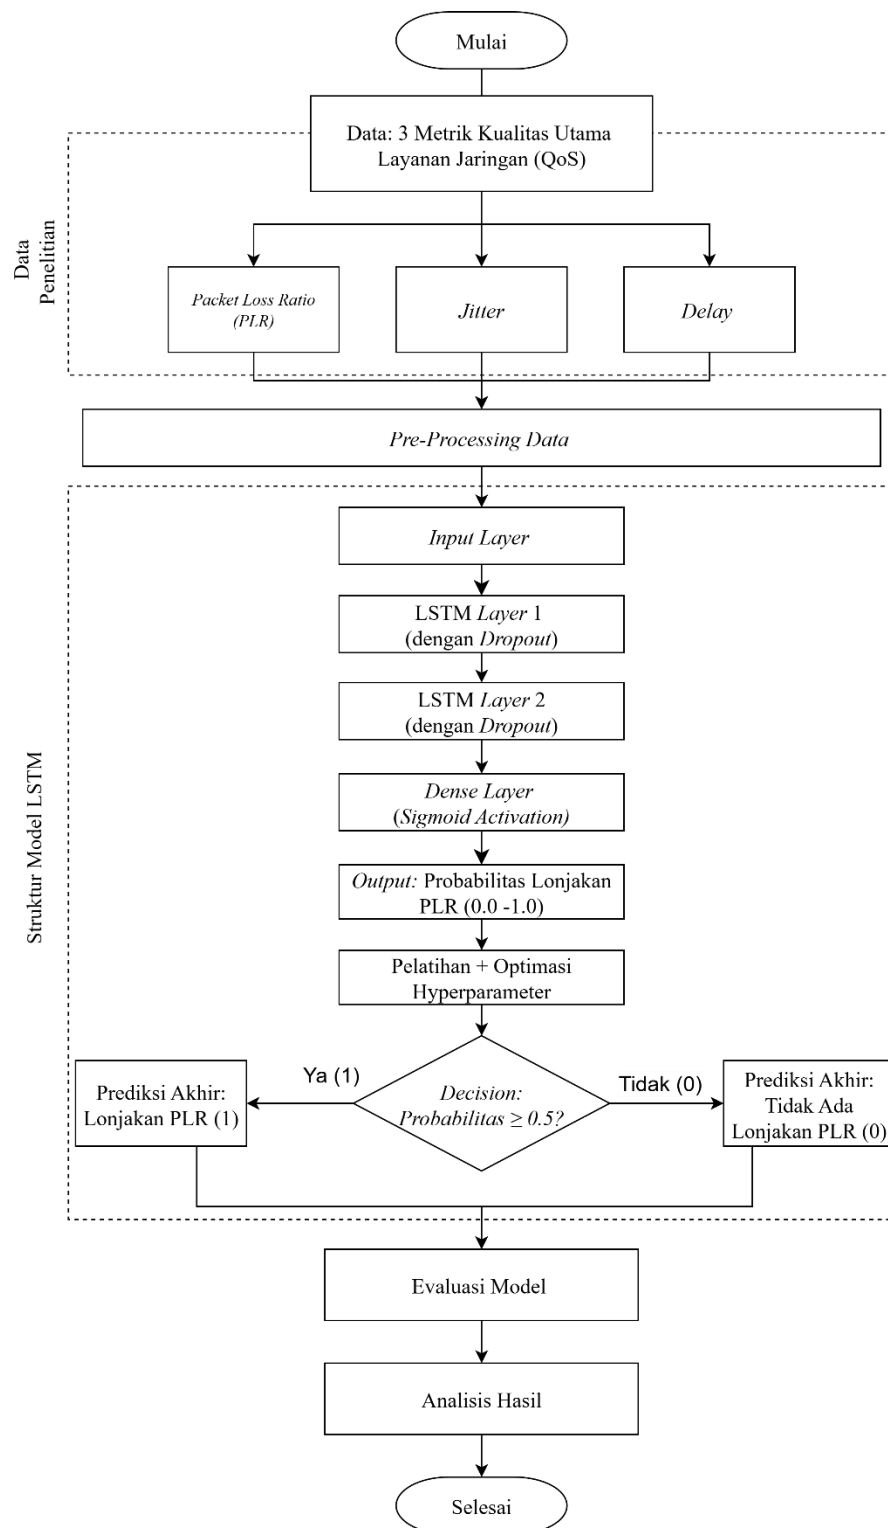 Mulai
Data: 3 Metrik Kualitas Utama
Layanan Jaringan (QoS)
Data
Penelitian
Packet Loss Ratio
(PLR)
Jitter
Delay
Pre-Processing Data
Struktur Model LSTM
Input Layer
LSTM Layer 1
(dengan Dropout)
LSTM Layer 2
(dengan Dropout)
Dense Layer
(Sigmoid Activation)
Output: Probabilitas Lonjakan
PLR (0.0 -1.0)
Pelatihan + Optimasi
Hyperparameter
Decision:
Probabilitas ≥ 0.5?
Ya (1)
Tidak (0)
Prediksi Akhir:
Lonjakan PLR (1)
Prediksi Akhir:
Tidak Ada
Lonjakan PLR (0)
Evaluasi Model
Analisis Hasil
Selesai